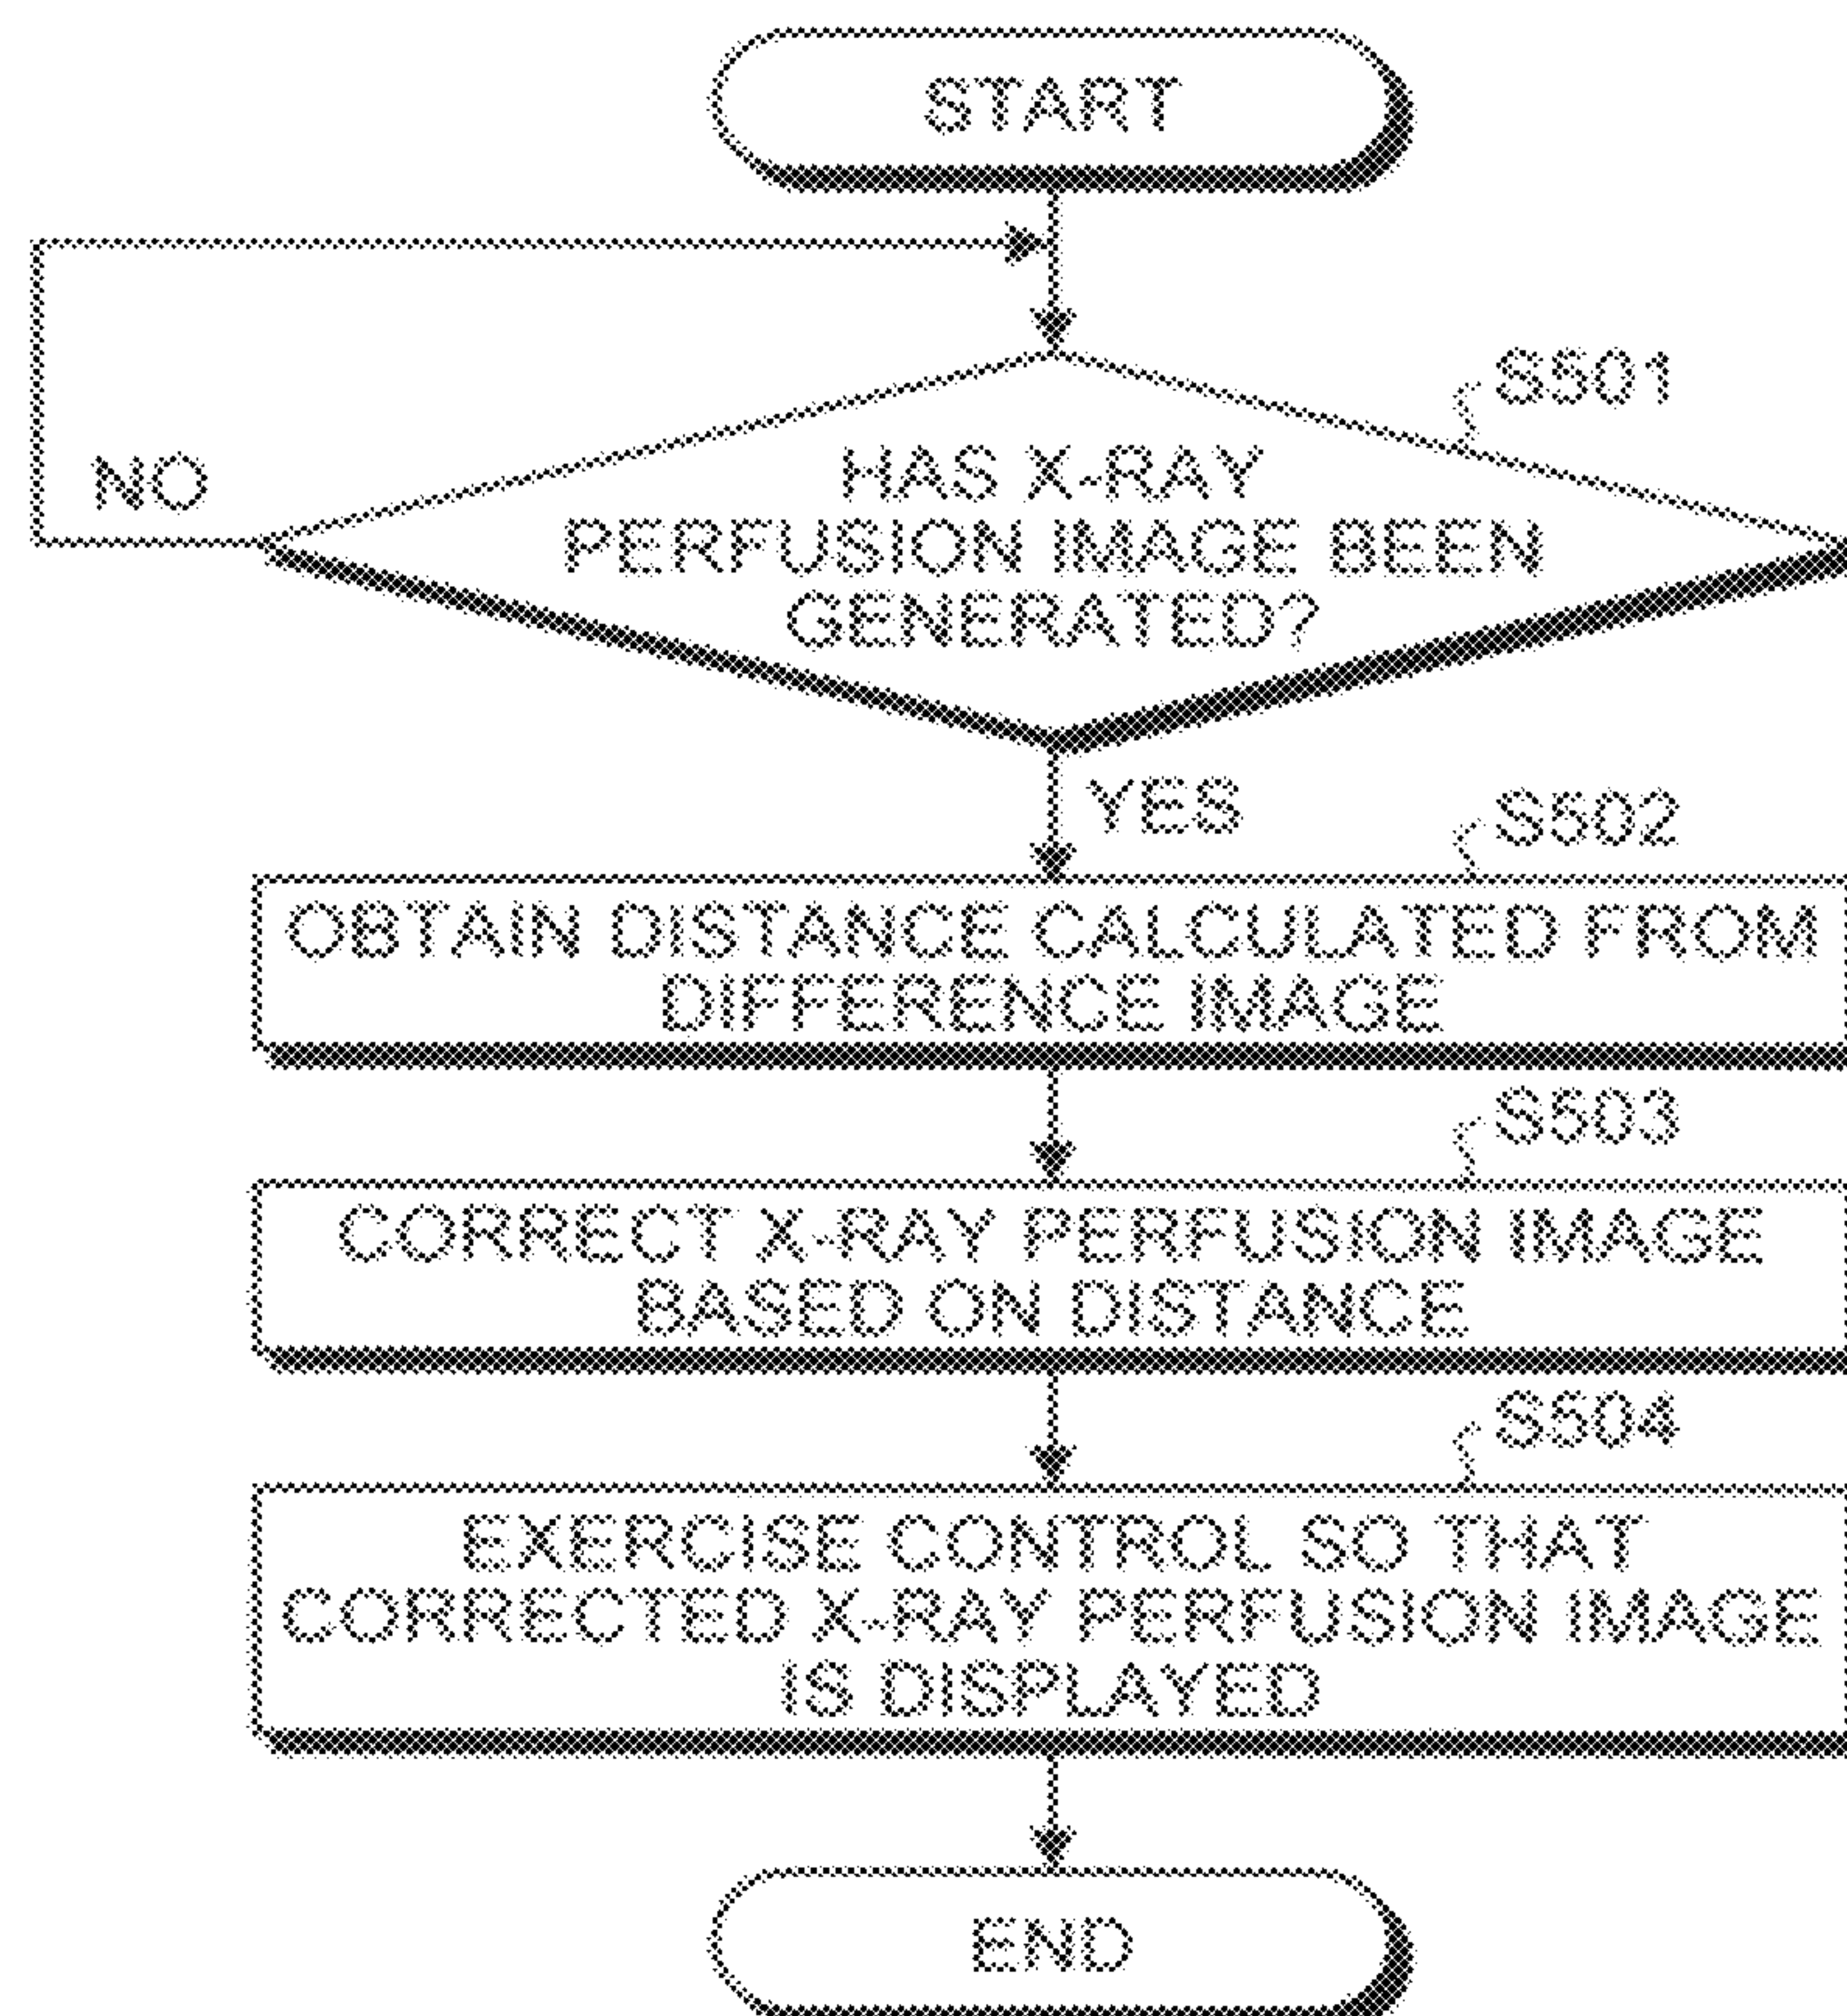 START
S501
NO
HAS X-RAY
PERFUSION IMAGE BEEN
GENERATED?
YES
S502
OBTAIN DISTANCE CALCULATED FROM
DIFFERENCE IMAGE
S503
CORRECT X-RAY PERFUSION IMAGE
BASED ON DISTANCE
S504
EXERCISE CONTROL SO THAT
CORRECTED X-RAY PERFUSION IMAGE
IS DISPLAYED
END